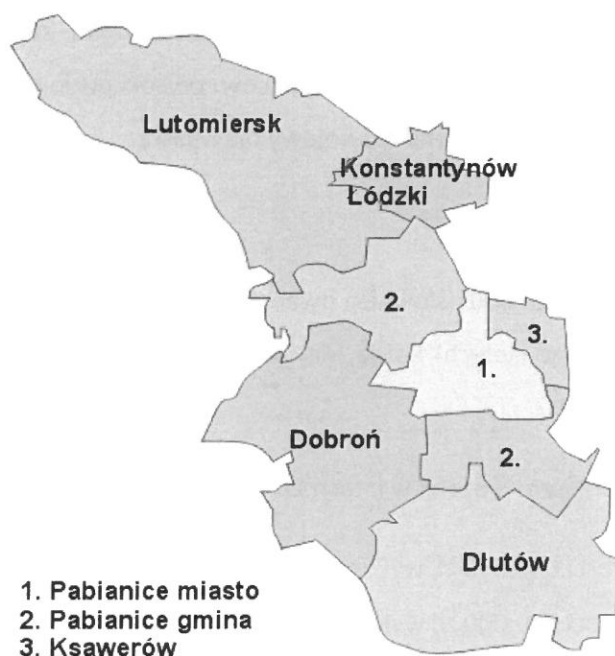 Lutomiersk
Konstantynów
Łódzki
2.
3.
1.
Dobroń
2.
Dłutów
1. Pabianice miasto
2. Pabianice gmina
3. Ksawerów